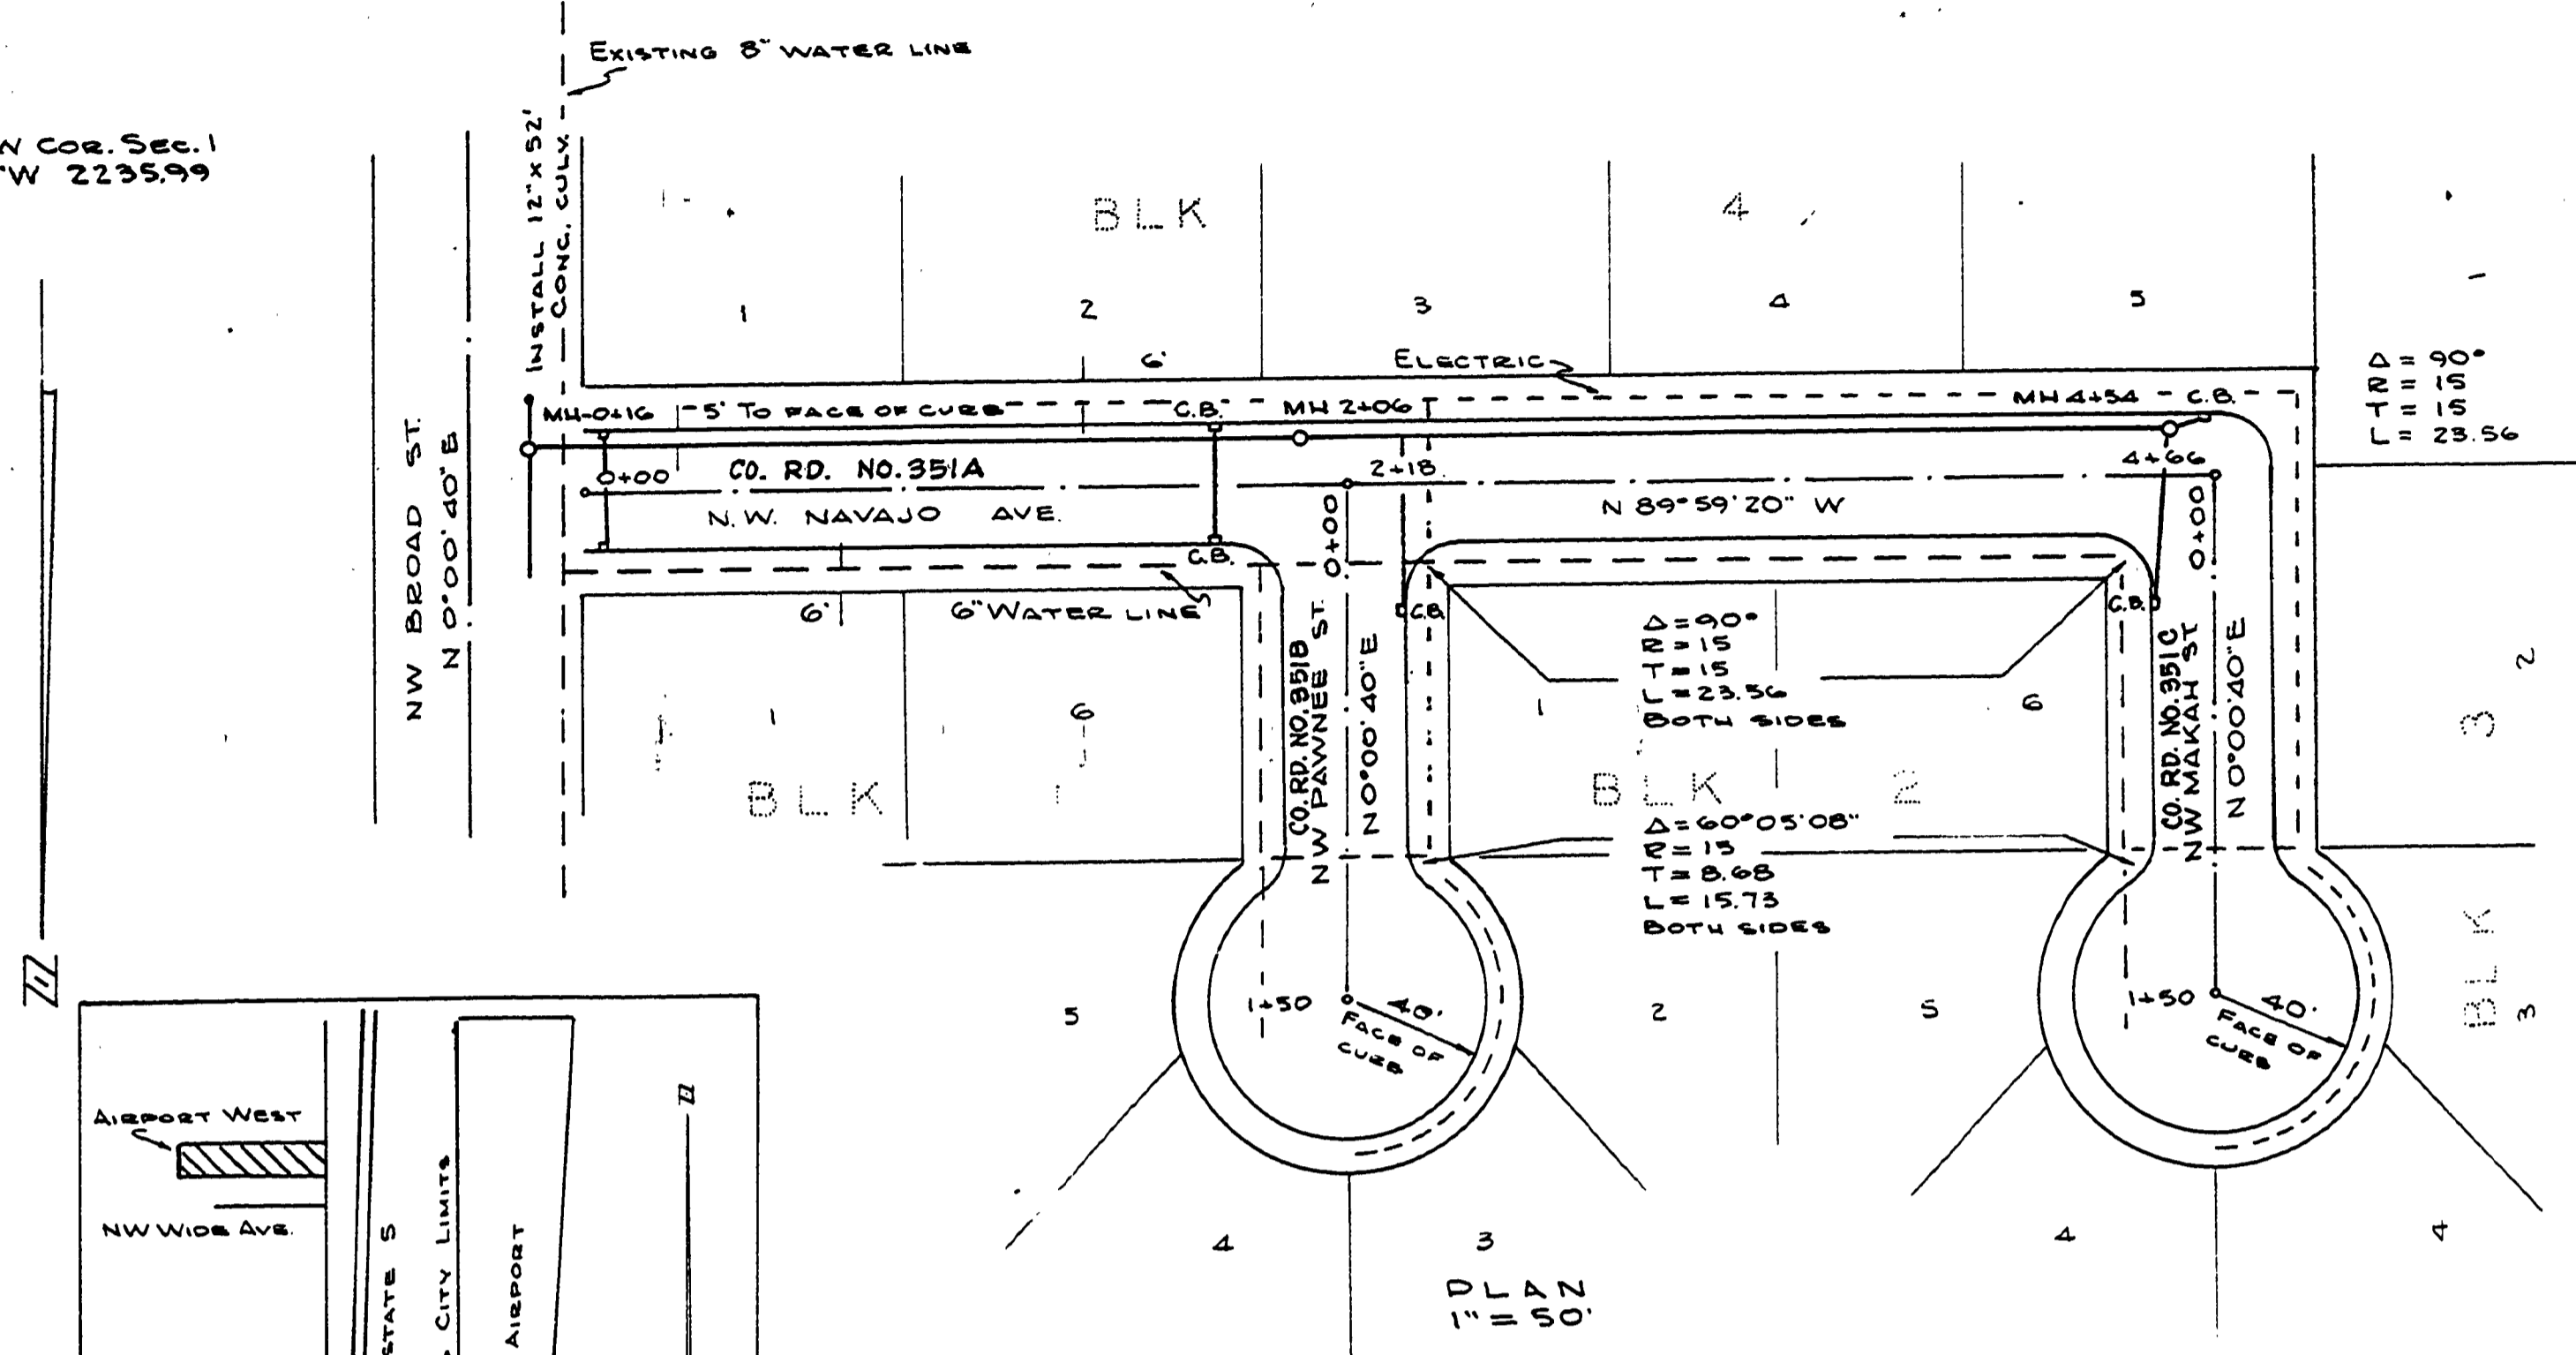 EXISTING 8" WATER LINE
N COR. SEC. 1
'W 2235.99
INSTALL 12" x 52'
CONC. CULV.
BLK 4
1 2 3 4 5
1
6'
ELECTRIC
Δ = 90°
R = 15
T = 15
L = 23.56
MH-0+16
5' TO FACE OF CURB
C.B.
MH 2+06
MH 4+54
C.B.
NW BROAD ST.
N 0°00'40"E
0+00
CO. RD. NO. 351A
2+18
4+66
N.W. NAVAJO AVE.
N 89°59'20" W
0+00
0+00
C.B.
6'
6" WATER LINE
C.B.
C.B.
CO. RD. NO. 351B
NW PAWNEE ST.
N 0°00'40"E
Δ = 90°
R = 15
T = 15
L = 23.56
BOTH SIDES
CO. RD. NO. 351C
NW MAKAH ST
N 0°00'40"E
1
6
1
6
2
3
BLK
BLK 2
Δ = 60°05'08"
R = 15
T = 8.68
L = 15.73
BOTH SIDES
BLK
3
5
1+50
40'
FACE OF
CURB
2
5
1+50
40'
FACE OF
CURB
4
3
4
4
PLAN
1" = 50'
N
AIRPORT WEST
NW WIDE AVE.
STATE 5
CITY LIMITS
AIRPORT
N